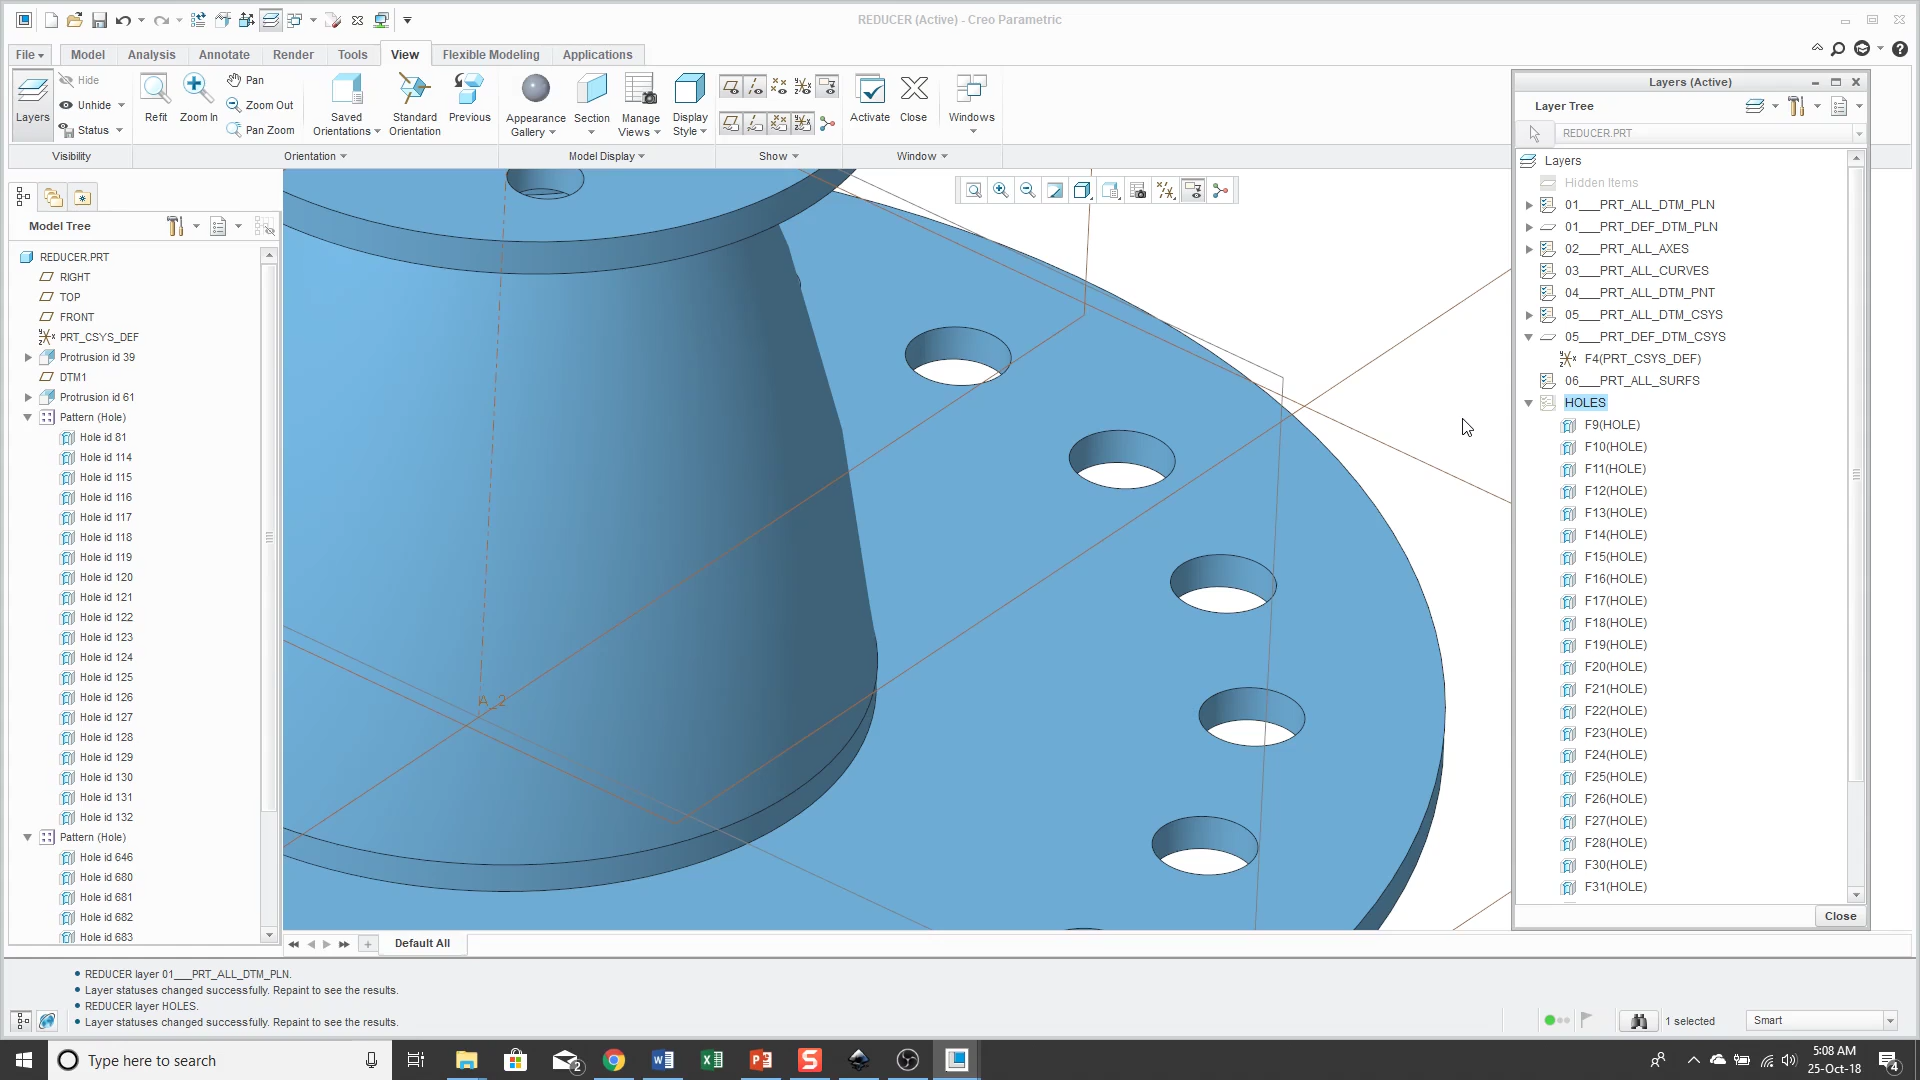 REDUCER (Active) - Creo Parametric
File Model Analysis Annotate Render Tools View Flexible Modeling Applications
Layers
Hide
Unhide
Status
Refit
Zoom In
Pan
Zoom Out
Pan Zoom
Saved Orientations
Standard Orientation
Previous
Appearance Gallery
Section
Manage Views
Display Style
Activate
Close
Windows
Visibility Orientation Model Display Show Window
Model Tree
REDUCER.PRT
RIGHT
TOP
FRONT
PRT_CSYS_DEF
Protrusion id 39
DTM1
Protrusion id 61
Pattern (Hole)
Hole id 81
Hole id 114
Hole id 115
Hole id 116
Hole id 117
Hole id 118
Hole id 119
Hole id 120
Hole id 121
Hole id 122
Hole id 123
Hole id 124
Hole id 125
Hole id 126
Hole id 127
Hole id 128
Hole id 129
Hole id 130
Hole id 131
Hole id 132
Pattern (Hole)
Hole id 646
Hole id 680
Hole id 681
Hole id 682
Hole id 683
A_2
Default All
Layers (Active)
Layer Tree
REDUCER.PRT
Layers
Hidden Items
01___PRT_ALL_DTM_PLN
01___PRT_DEF_DTM_PLN
02___PRT_ALL_AXES
03___PRT_ALL_CURVES
04___PRT_ALL_DTM_PNT
05___PRT_ALL_DTM_CSYS
05___PRT_DEF_DTM_CSYS
F4(PRT_CSYS_DEF)
06___PRT_ALL_SURFS
HOLES
F9(HOLE)
F10(HOLE)
F11(HOLE)
F12(HOLE)
F13(HOLE)
F14(HOLE)
F15(HOLE)
F16(HOLE)
F17(HOLE)
F18(HOLE)
F19(HOLE)
F20(HOLE)
F21(HOLE)
F22(HOLE)
F23(HOLE)
F24(HOLE)
F25(HOLE)
F26(HOLE)
F27(HOLE)
F28(HOLE)
F30(HOLE)
F31(HOLE)
Close
REDUCER layer 01___PRT_ALL_DTM_PLN.
Layer statuses changed successfully. Repaint to see the results.
REDUCER layer HOLES.
Layer statuses changed successfully. Repaint to see the results.
1 selected
Smart
Type here to search
2
5:08 AM
25-Oct-18
4